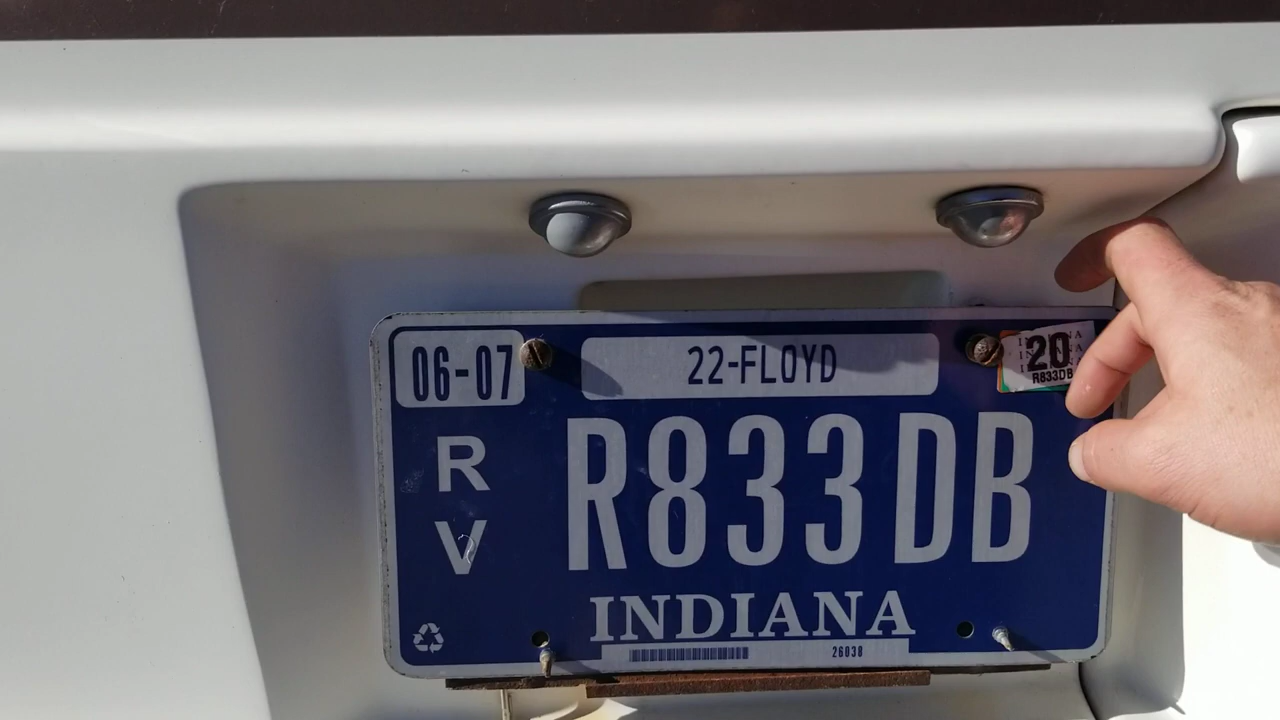 06-07
22-FLOYD
20
R833DB
R
V
R833DB
INDIANA
26038